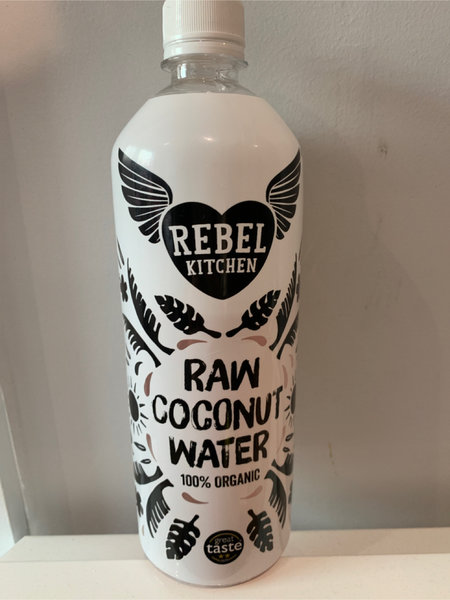 REBEL
KITCHEN
RAW
COCONUT
WATER
100% ORGANIC
great
taste